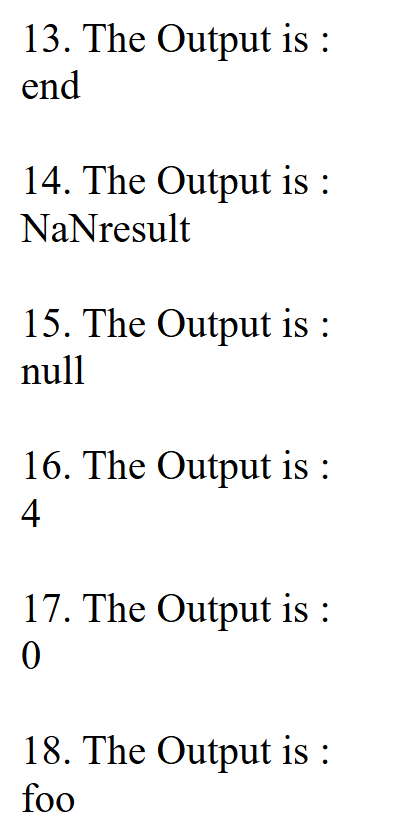 13. The Output is :
end
14. The Output is :
NaNresult
15. The Output is :
null
16. The Output is :
4
17. The Output is :
0
18. The Output is :
foo